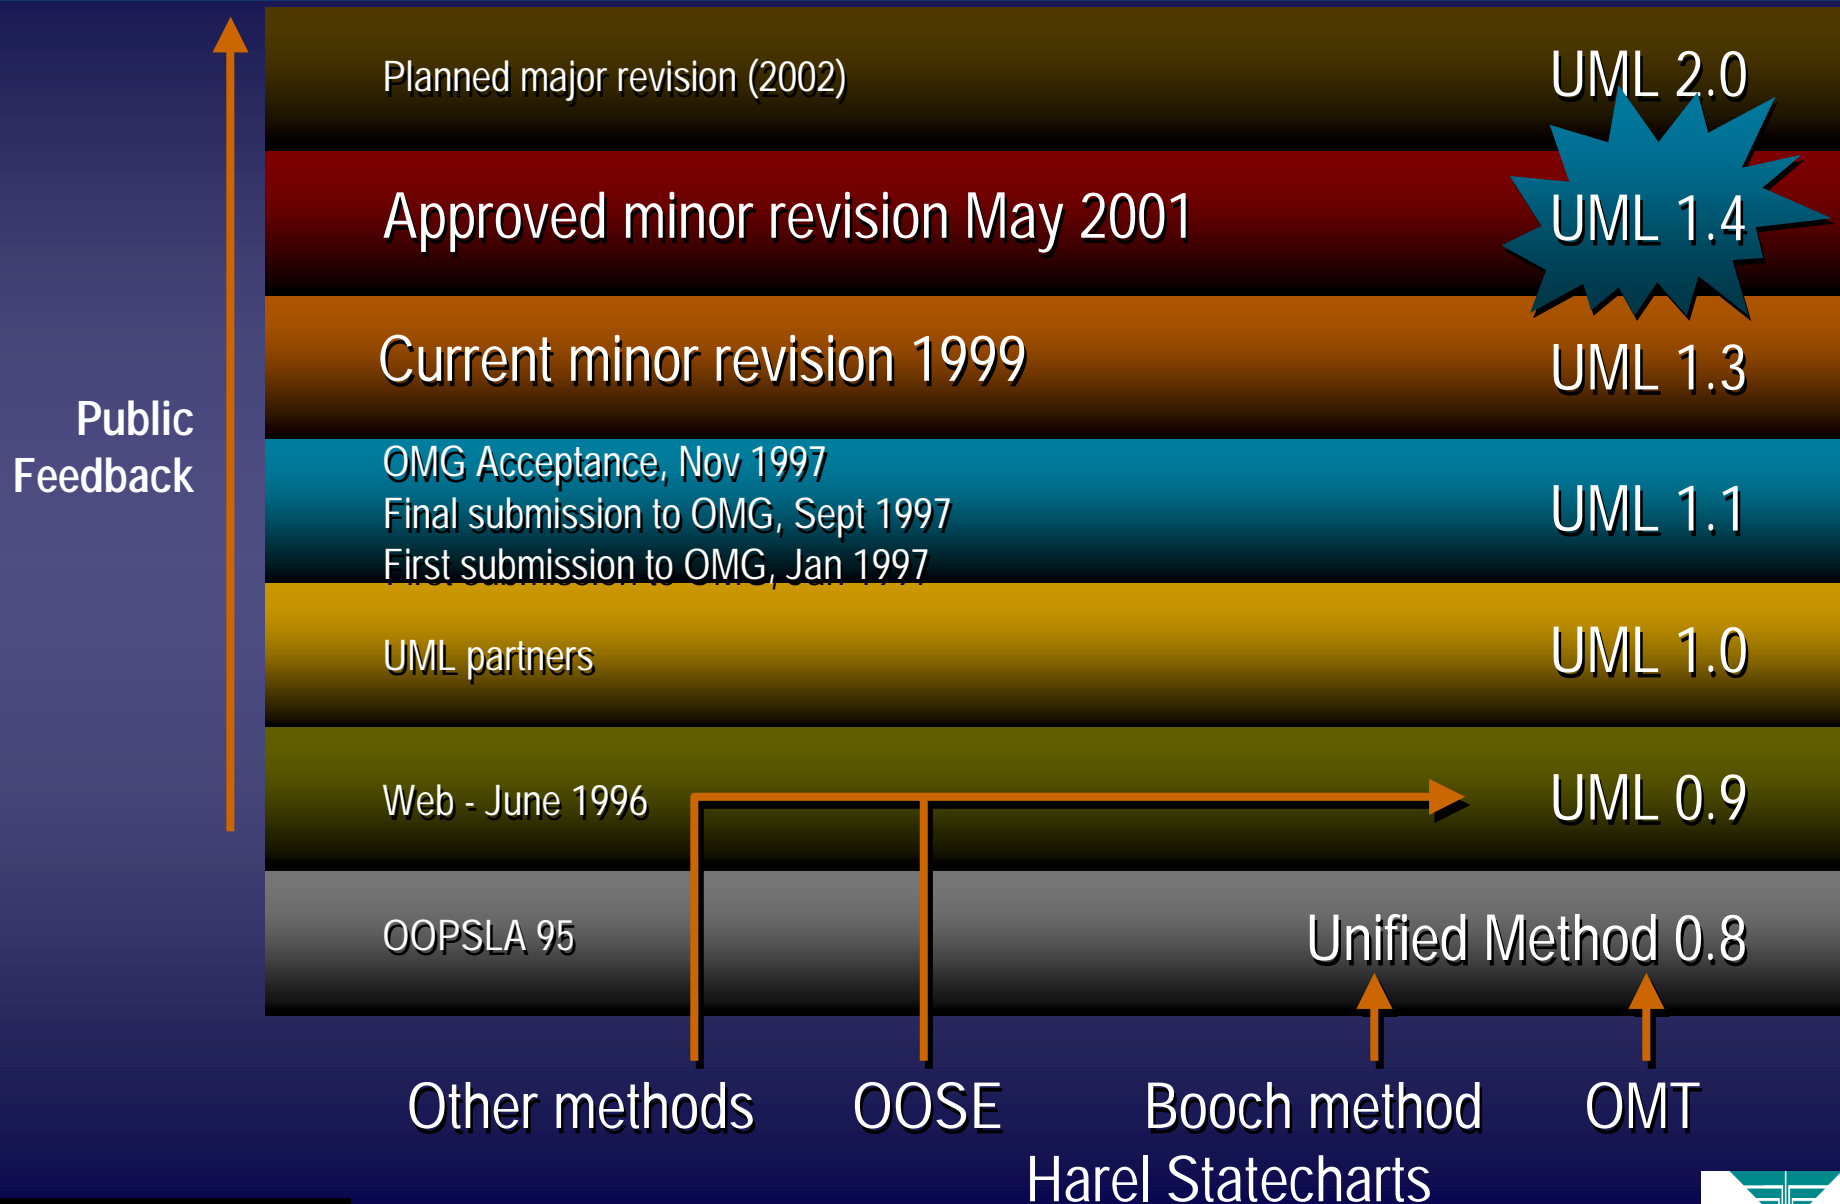 Planned major revision (2002) UML 2.0
Approved minor revision May 2001 UML 1.4
Current minor revision 1999 UML 1.3
Public
Feedback
OMG Acceptance, Nov 1997
Final submission to OMG, Sept 1997 UML 1.1
First submission to OMG, Jan 1997
UML partners UML 1.0
Web - June 1996 UML 0.9
OOPSLA 95 Unified Method 0.8
Other methods OOSE Booch method OMT
Harel Statecharts